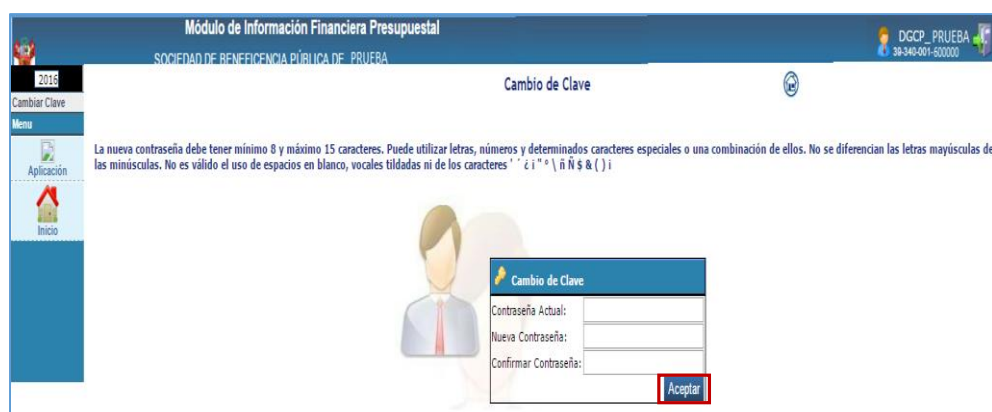 Módulo de Información Financiera Presupuestal
DGCP_PRUEBA
39-340-001-500000
SOCIEDAD DE BENEFICENCIA PÚBLICA DE PRUEBA
2016
Cambio de Clave
Cambiar Clave
Menu
La nueva contraseña debe tener mínimo 8 y máximo 15 caracteres. Puede utilizar letras, números y determinados caracteres especiales o una combinación de ellos. No se diferencian las letras mayúsculas de
las minúsculas. No es válido el uso de espacios en blanco, vocales tildadas ni de los caracteres ' ´ ¿ ¡ " º \ ñ Ñ $ & ( ) ¡
Aplicación
Inicio
Cambio de Clave
Contraseña Actual:
Nueva Contraseña:
Confirmar Contraseña:
Aceptar